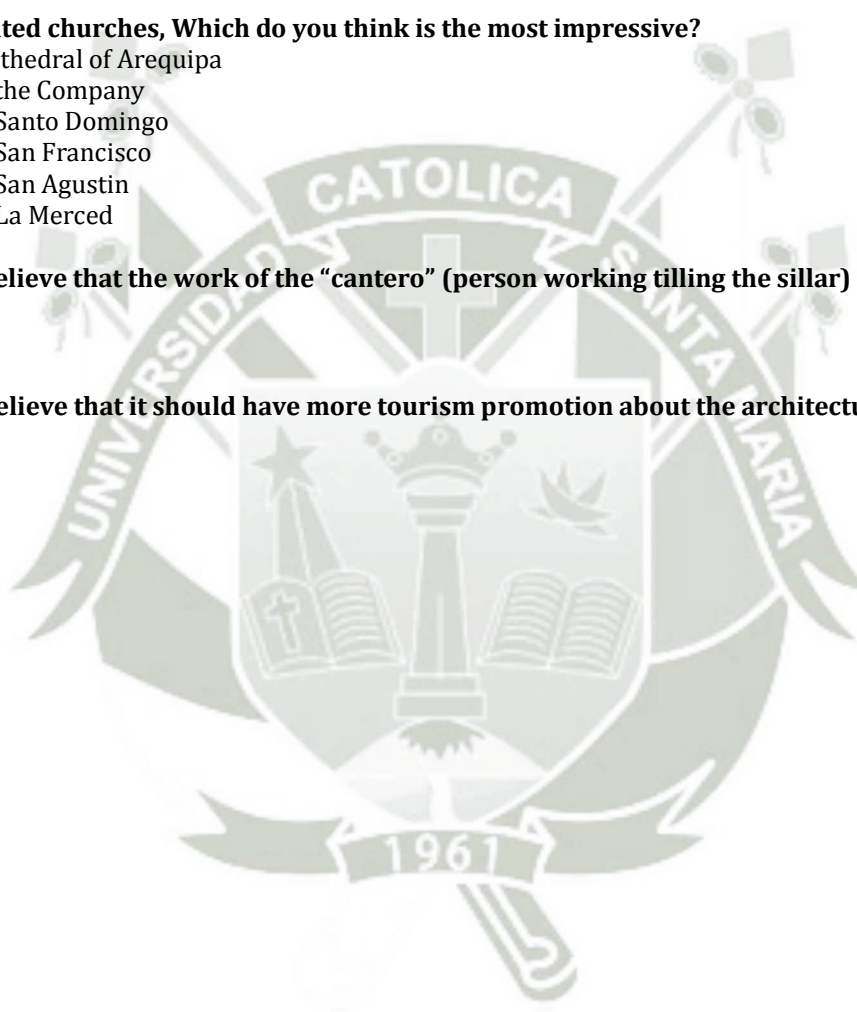 ted churches, Which do you think is the most impressive?
thedral of Arequipa
the Company
Santo Domingo
San Francisco
San Agustin
La Merced
elieve that the work of the “cantero” (person working tilling the sillar)
elieve that it should have more tourism promotion about the architectu
UNIVERSIDAD CATOLICA SANTA MARIA
1961